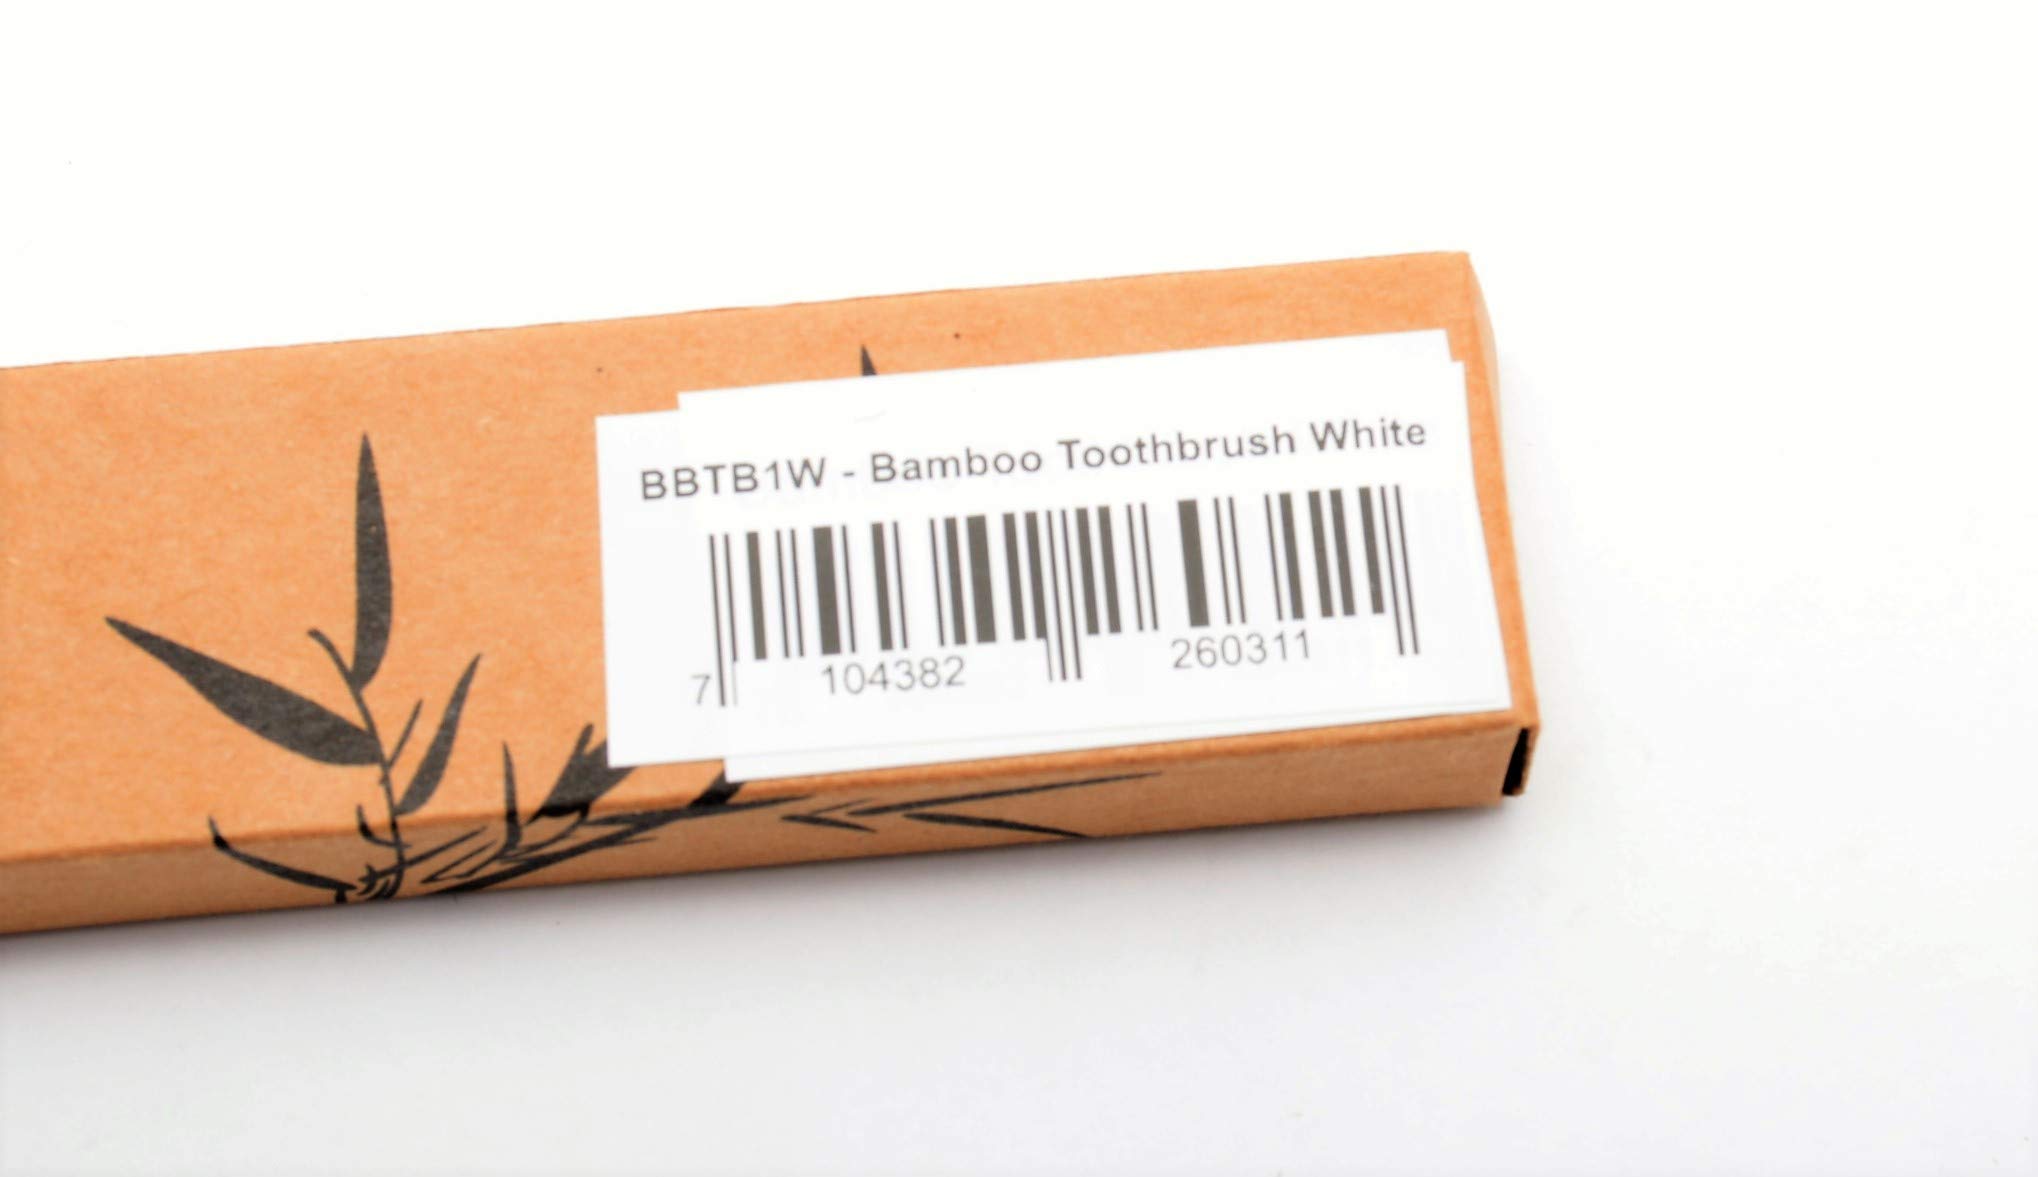 BBTB1W - Bamboo Toothbrush White
7 104382 260311